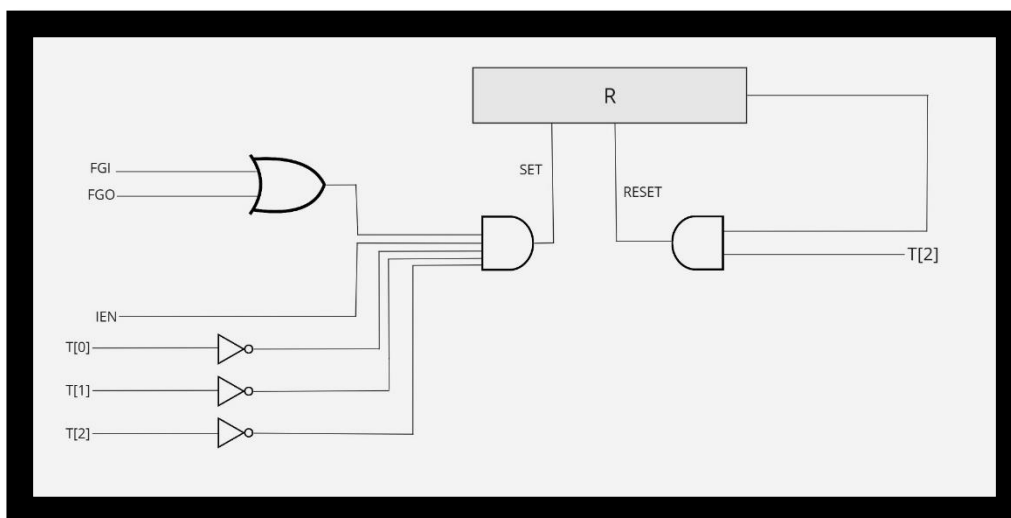 R
SET
RESET
FGI
FGO
T[2]
IEN
T[0]
T[1]
T[2]